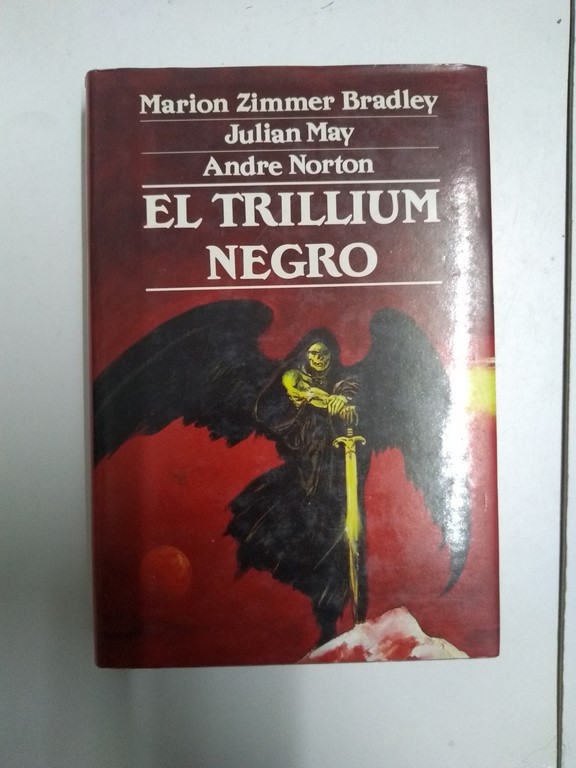 Marion Zimmer Bradley
Julian May
Andre Norton
EL TRILLIUM
NEGRO